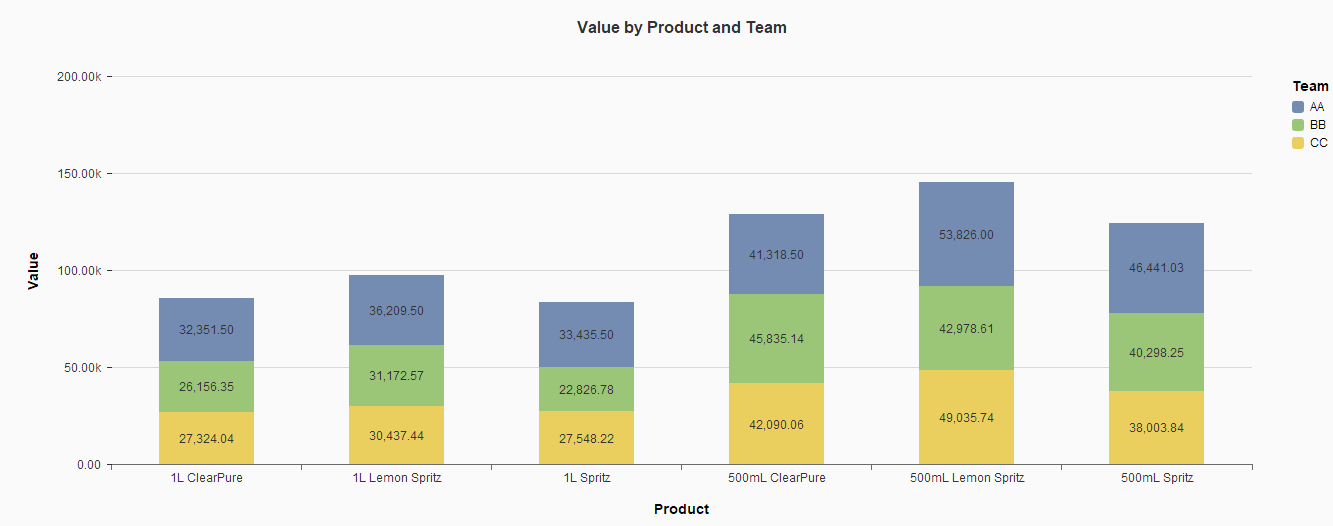 Value by Product and Team
200.00k
150.00k
100.00k
50.00k
0.00
Value
32,351.50
26,156.35
27,324.04
36,209.50
31,172.57
30,437.44
33,435.50
22,826.78
27,548.22
41,318.50
45,835.14
42,090.06
53,826.00
42,978.61
49,035.74
46,441.03
40,298.25
38,003.84
1L ClearPure
1L Lemon Spritz
1L Spritz
500mL ClearPure
500mL Lemon Spritz
500mL Spritz
Product
Team
AA
BB
CC